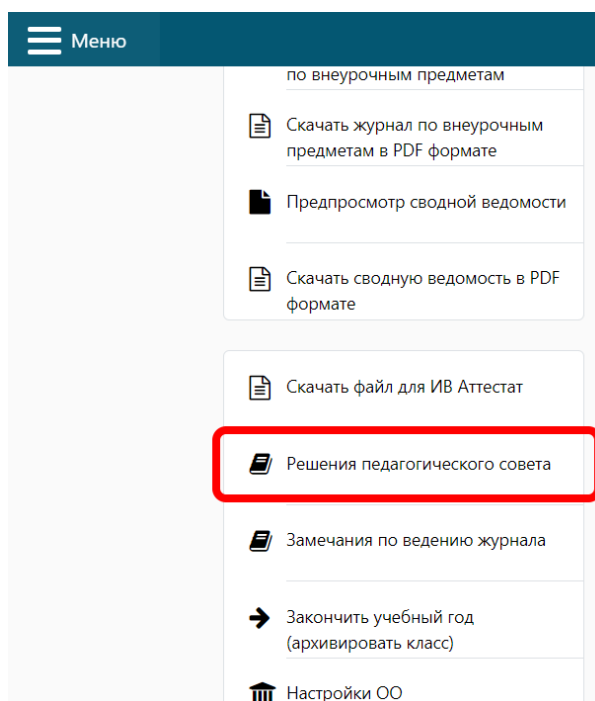 Меню
по внеурочным предметам
Скачать журнал по внеурочным
предметам в PDF формате
Предпросмотр сводной ведомости
Скачать сводную ведомость в PDF
формате
Скачать файл для ИВ Аттестат
Решения педагогического совета
Замечания по ведению журнала
Закончить учебный год
(архивировать класс)
Настройки ОО